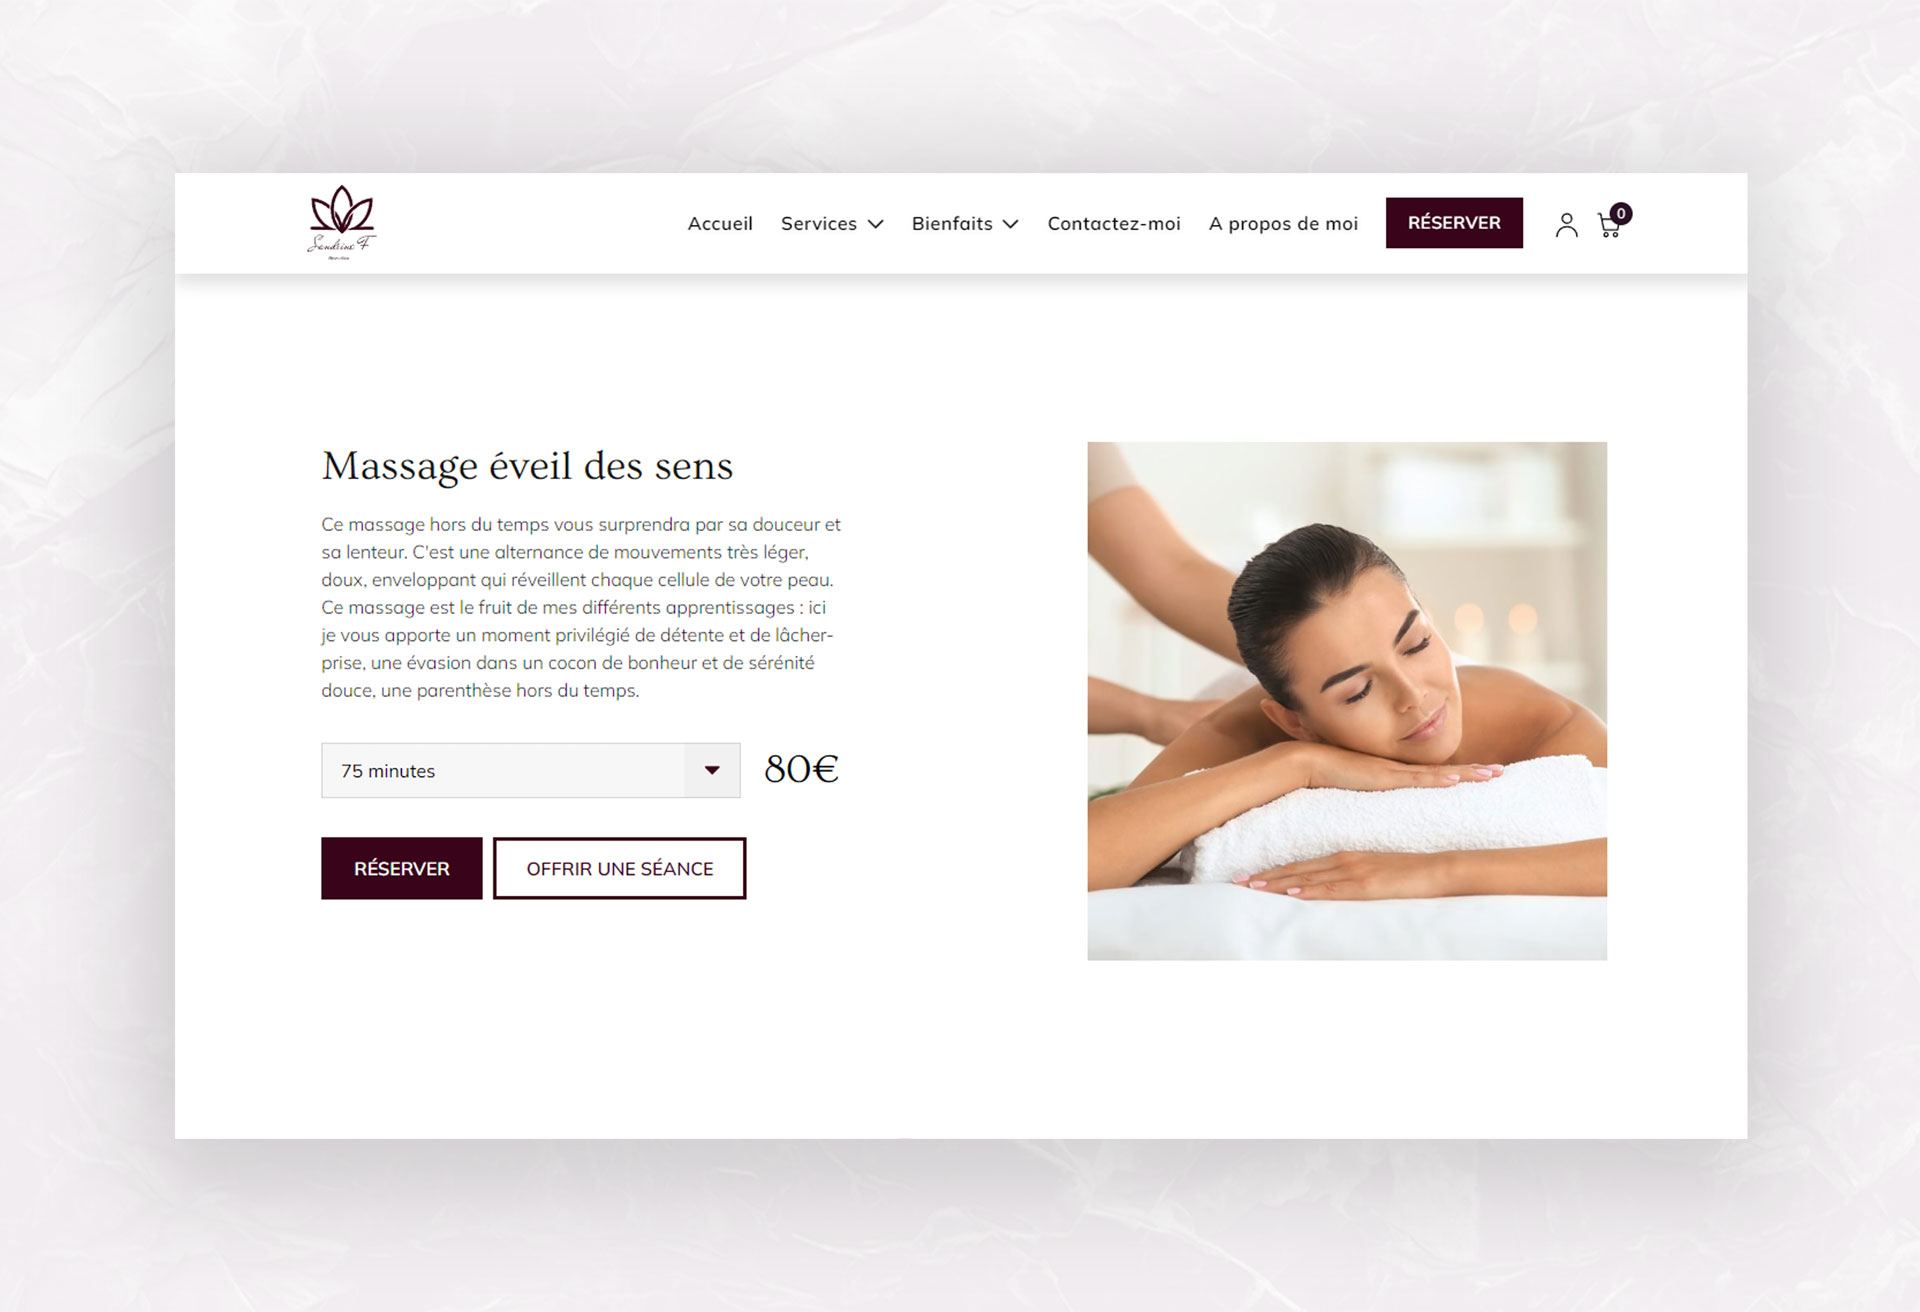 Sandrine F
Accueil
Services
Bienfaits
Contactez-moi
A propos de moi
RÉSERVER
0
Massage éveil des sens
Ce massage hors du temps vous surprendra par sa douceur et
sa lenteur. C'est une alternance de mouvements très léger,
doux, enveloppant qui réveillent chaque cellule de votre peau.
Ce massage est le fruit de mes différents apprentissages : ici
je vous apporte un moment privilégié de détente et de lâcher-
prise, une évasion dans un cocon de bonheur et de sérénité
douce, une parenthèse hors du temps.
75 minutes
80€
RÉSERVER
OFFRIR UNE SÉANCE